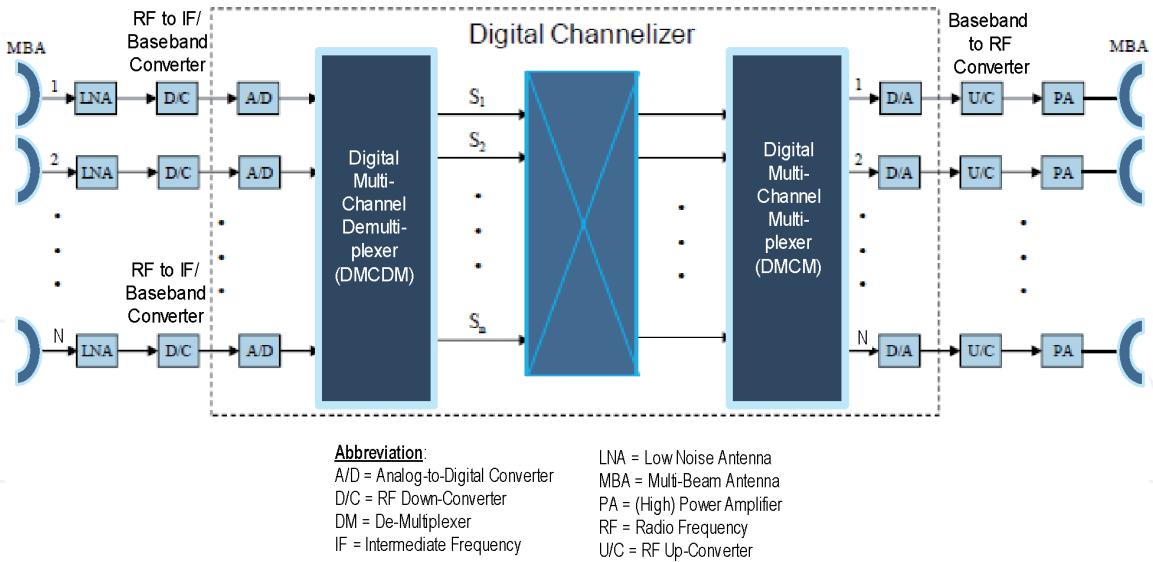 Digital Channelizer
RF to IF/
Baseband
Converter
Baseband
to RF
Converter
MBA
MBA
1
LNA
D/C
A/D
S1
1
D/A
U/C
PA
2
LNA
D/C
A/D
S2
2
D/A
U/C
PA
Digital
Multi-
Channel
Demulti-
plexer
(DMCDM)
Digital
Multi-
Channel
Multi-
plexer
(DMCM)
RF to IF/
Baseband
Converter
N
LNA
D/C
A/D
Sn
N
D/A
U/C
PA
Abbreviation:
A/D = Analog-to-Digital Converter
D/C = RF Down-Converter
DM = De-Multiplexer
IF = Intermediate Frequency
LNA = Low Noise Antenna
MBA = Multi-Beam Antenna
PA = (High) Power Amplifier
RF = Radio Frequency
U/C = RF Up-Converter